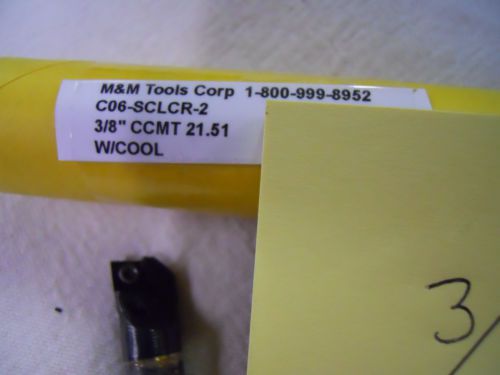 M&M Tools Corp 1-800-999-8952
C06-SCLCR-2
3/8" CCMT 21.51
W/COOL
3/